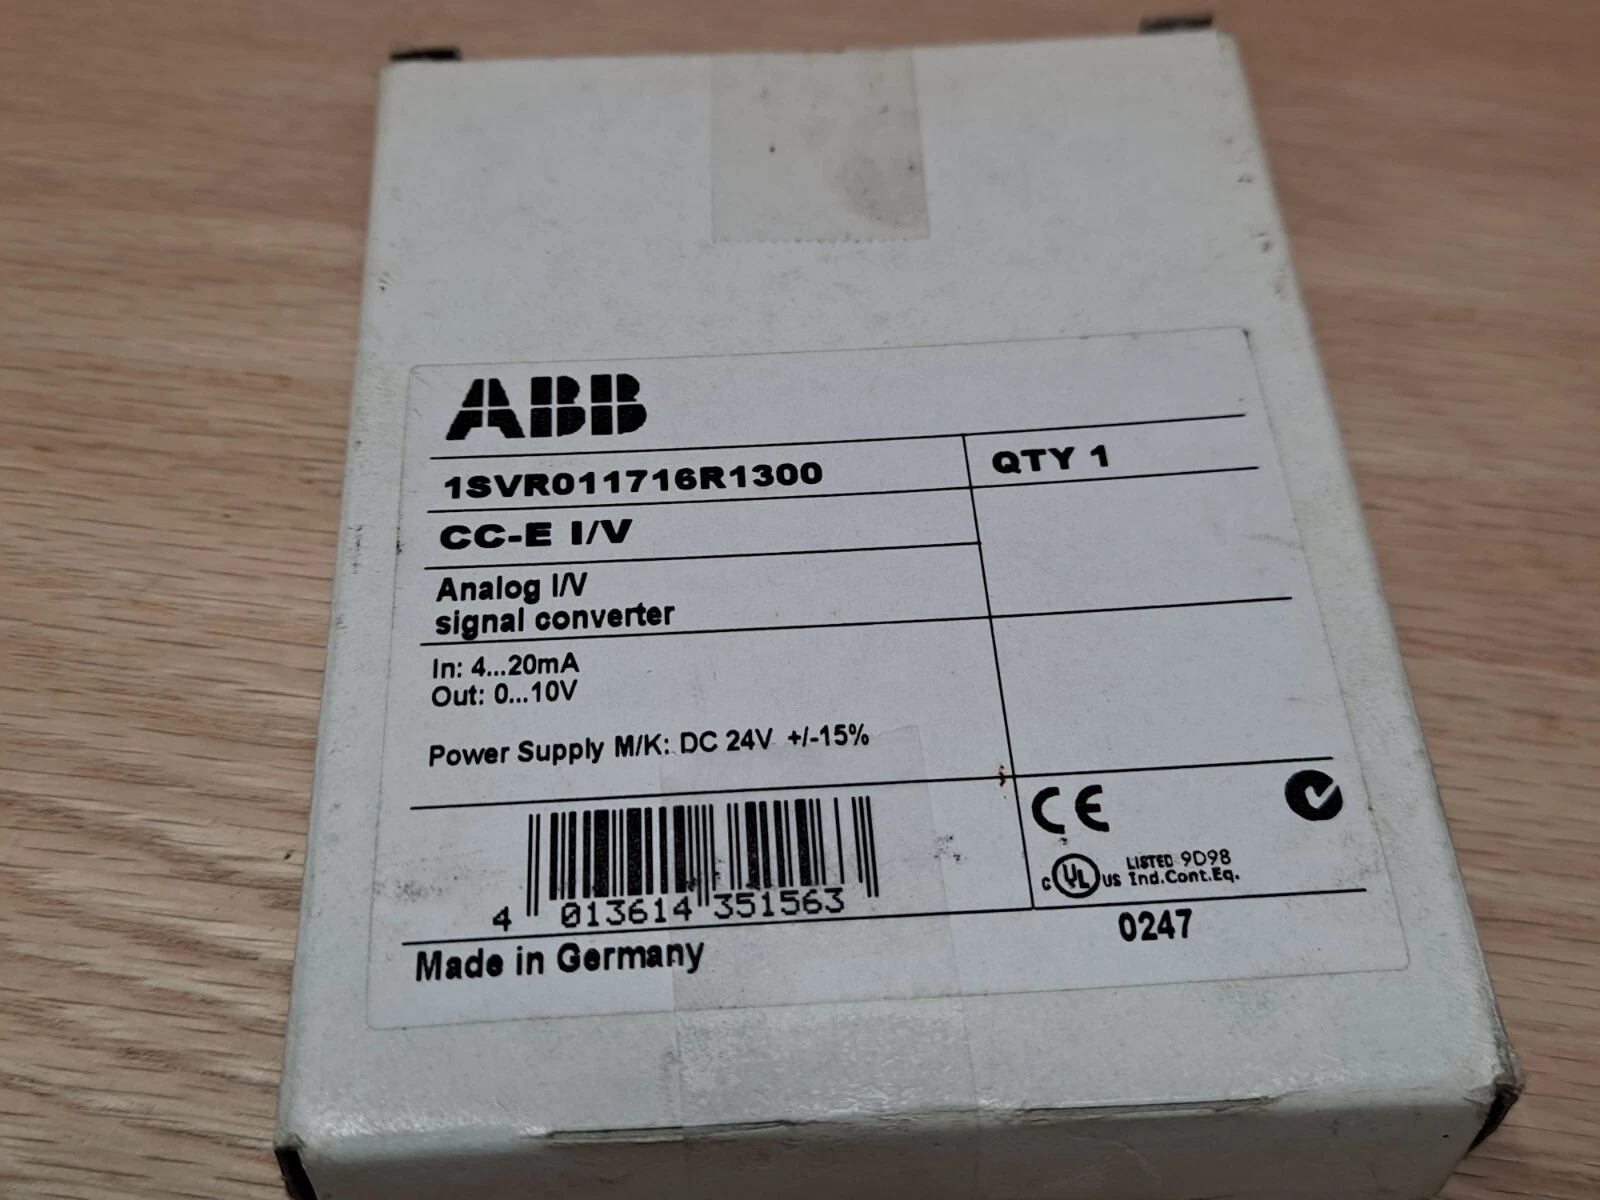 ABB
1SVR011716R1300
QTY 1
CC-E I/V
Analog I/V
signal converter
In: 4...20mA
Out: 0...10V
Power Supply M/K: DC 24V +/-15%
CE
C UL US LISTED 9D98
Ind.Cont.Eq.
4 013614 351563
0247
Made in Germany